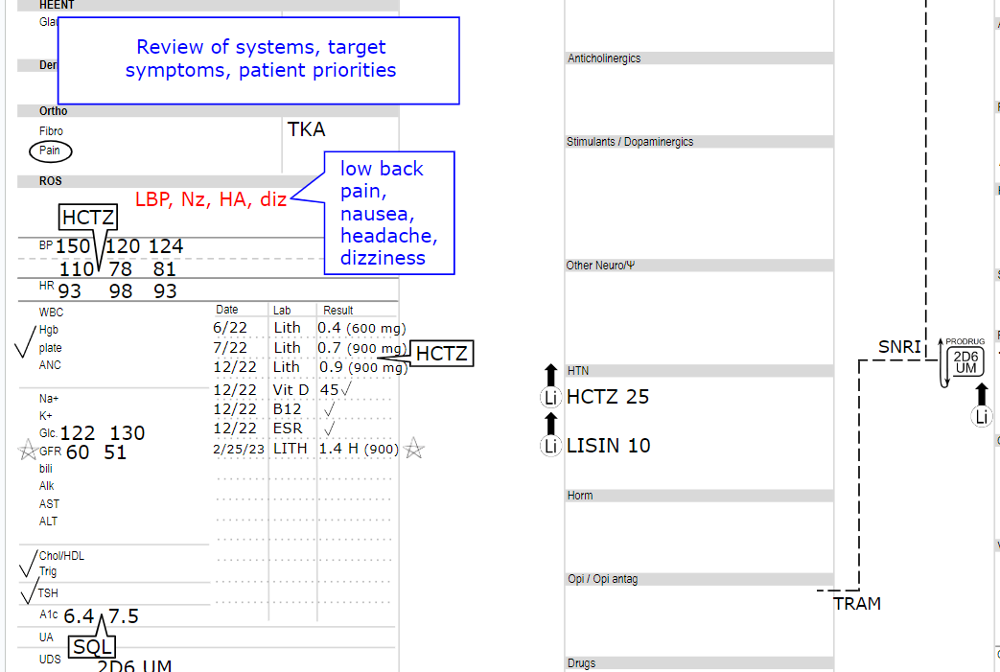 HEENT
Gla
Review of systems, target
symptoms, patient priorities
Der
Ortho
Fibro
TKA
Pain
ROS
LBP, Nz, HA, diz
low back
pain,
nausea,
headache,
dizziness
HCTZ
BP 150 120 124
110 78 81
HR 93 98 93
WBC
Hgb
plate
ANC
Date Lab Result
6/22 Lith 0.4 (600 mg)
7/22 Lith 0.7 (900 mg)
12/22 Lith 0.9 (900 mg)
HCTZ
12/22 Vit D 45✓
12/22 B12 ✓
12/22 ESR ✓
2/25/23 LITH 1.4 H (900)
Na+
K+
Glc. 122 130
GFR 60 51
bili
Alk
AST
ALT
Chol/HDL
Trig
TSH
A1c 6.4 7.5
UA
SQL
UDS
2D6 UM
Anticholinergics
Stimulants / Dopaminergics
Other Neuro/Ψ
HTN
Li HCTZ 25
Li LISIN 10
Horm
Opi / Opi antag
TRAM
Drugs
SNRI
PRODRUG
2D6
UM
Li